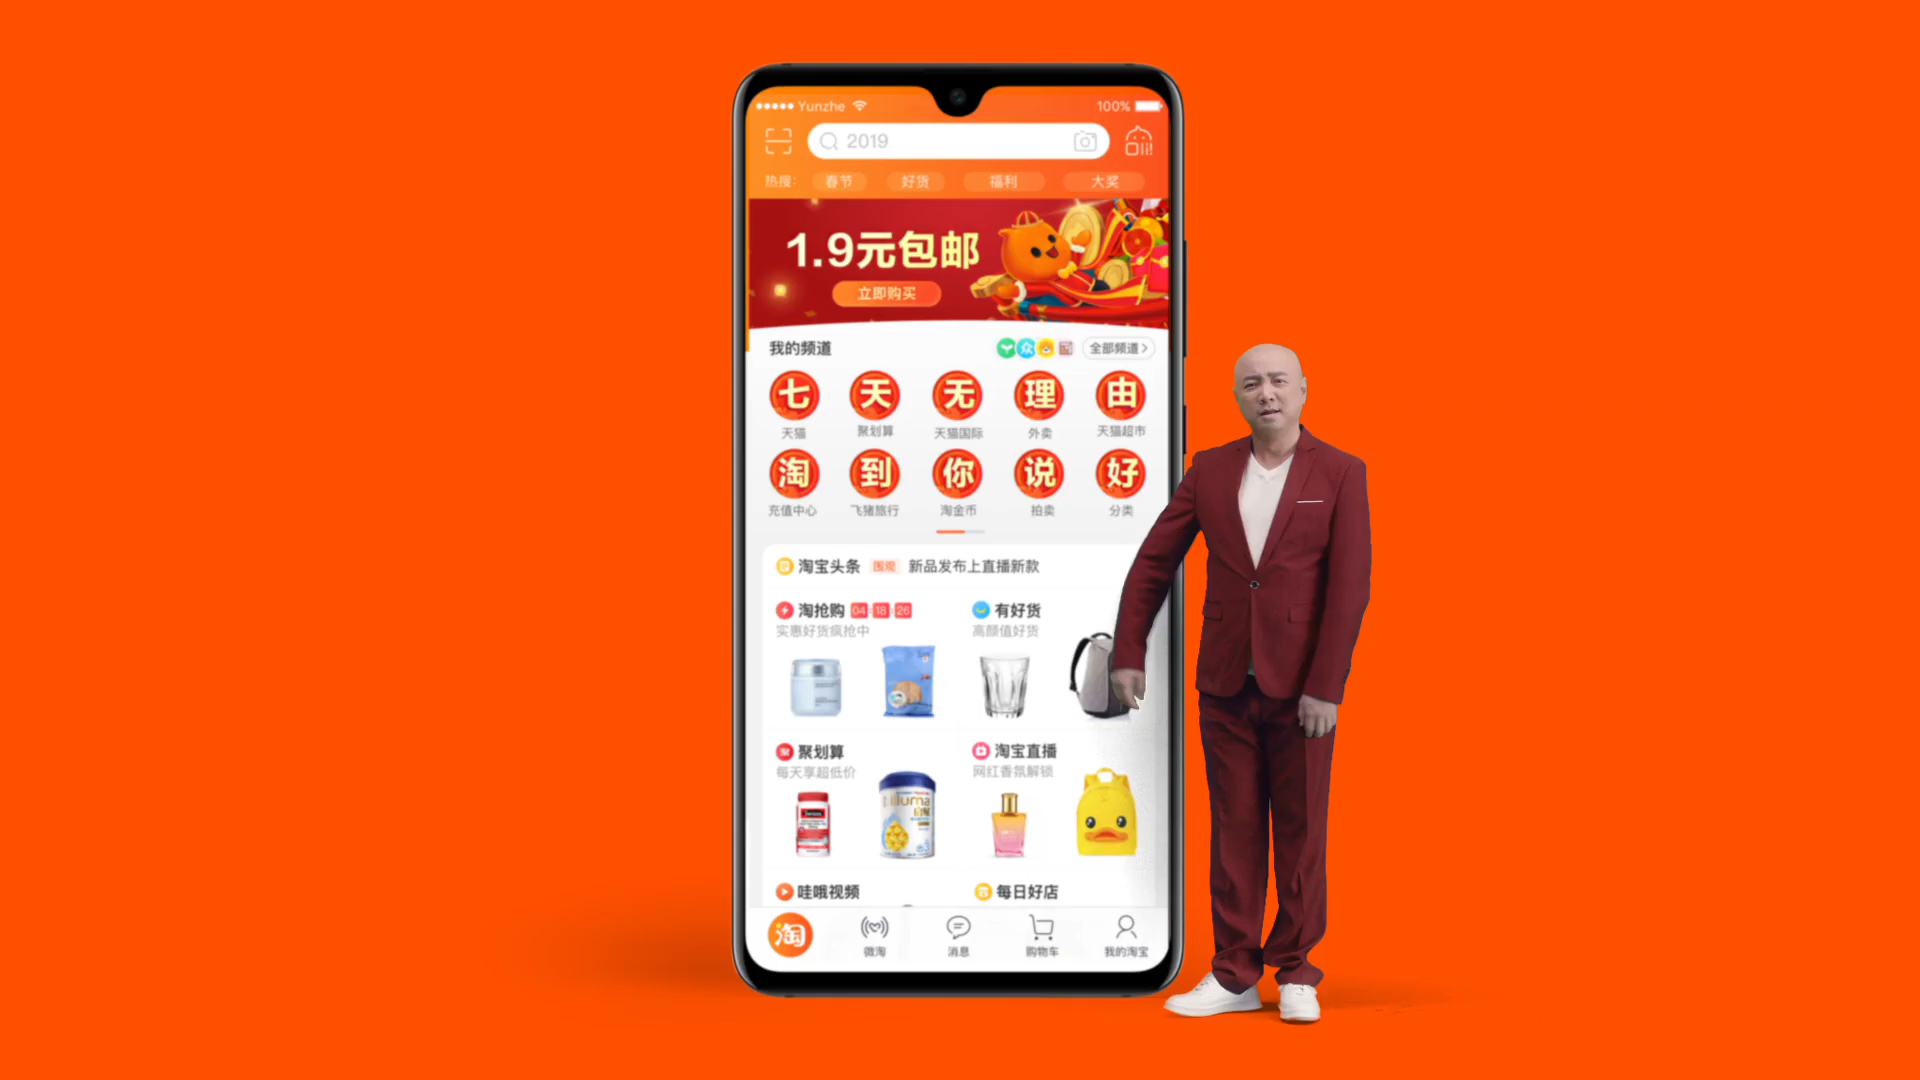 Yunzhe 100%
2019
热搜: 春节 好货 福利 大奖
1.9元包邮
立即购买
我的频道 众 全部频道
七 天 无 理 由
天猫 聚划算 天猫国际 外卖 天猫超市
淘 到 你 说 好
充值中心 飞猪旅行 淘金币 拍卖 分类
淘宝头条 围观 新品发布上直播新款
淘抢购 04:18:26 有好货
实惠好货疯抢中 高颜值好货
聚划算 淘宝直播
每天享超低价 网红香氛解锁
illuma
启赋
哇哦视频 每日好店
淘 微淘 消息 购物车 我的淘宝